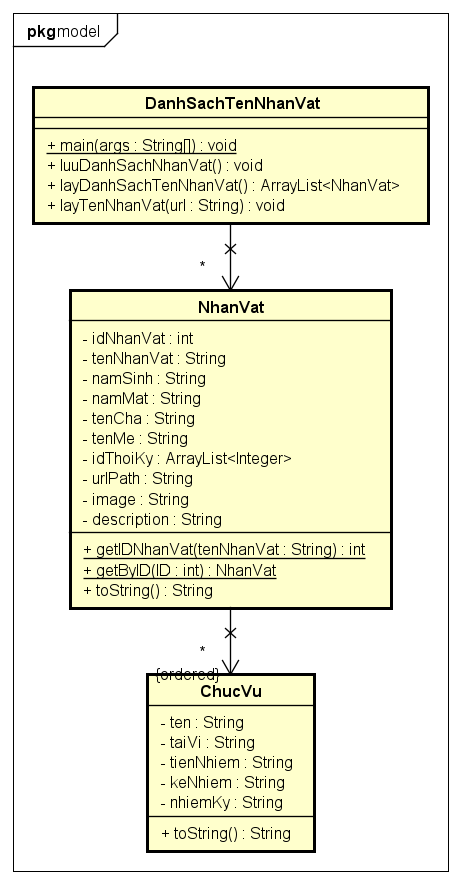 pkg model
DanhSachTenNhanVat
+ main(args : String[]) : void
+ luuDanhSachNhanVat() : void
+ layDanhSachTenNhanVat() : ArrayList<NhanVat>
+ layTenNhanVat(url : String) : void
*
NhanVat
- idNhanVat : int
- tenNhanVat : String
- namSinh : String
- namMat : String
- tenCha : String
- tenMe : String
- idThoiKy : ArrayList<Integer>
- urlPath : String
- image : String
- description : String
+ getIDNhanVat(tenNhanVat : String) : int
+ getByID(ID : int) : NhanVat
+ toString() : String
*
{ordered}
ChucVu
- ten : String
- taiVi : String
- tienNhiem : String
- keNhiem : String
- nhiemKy : String
+ toString() : String